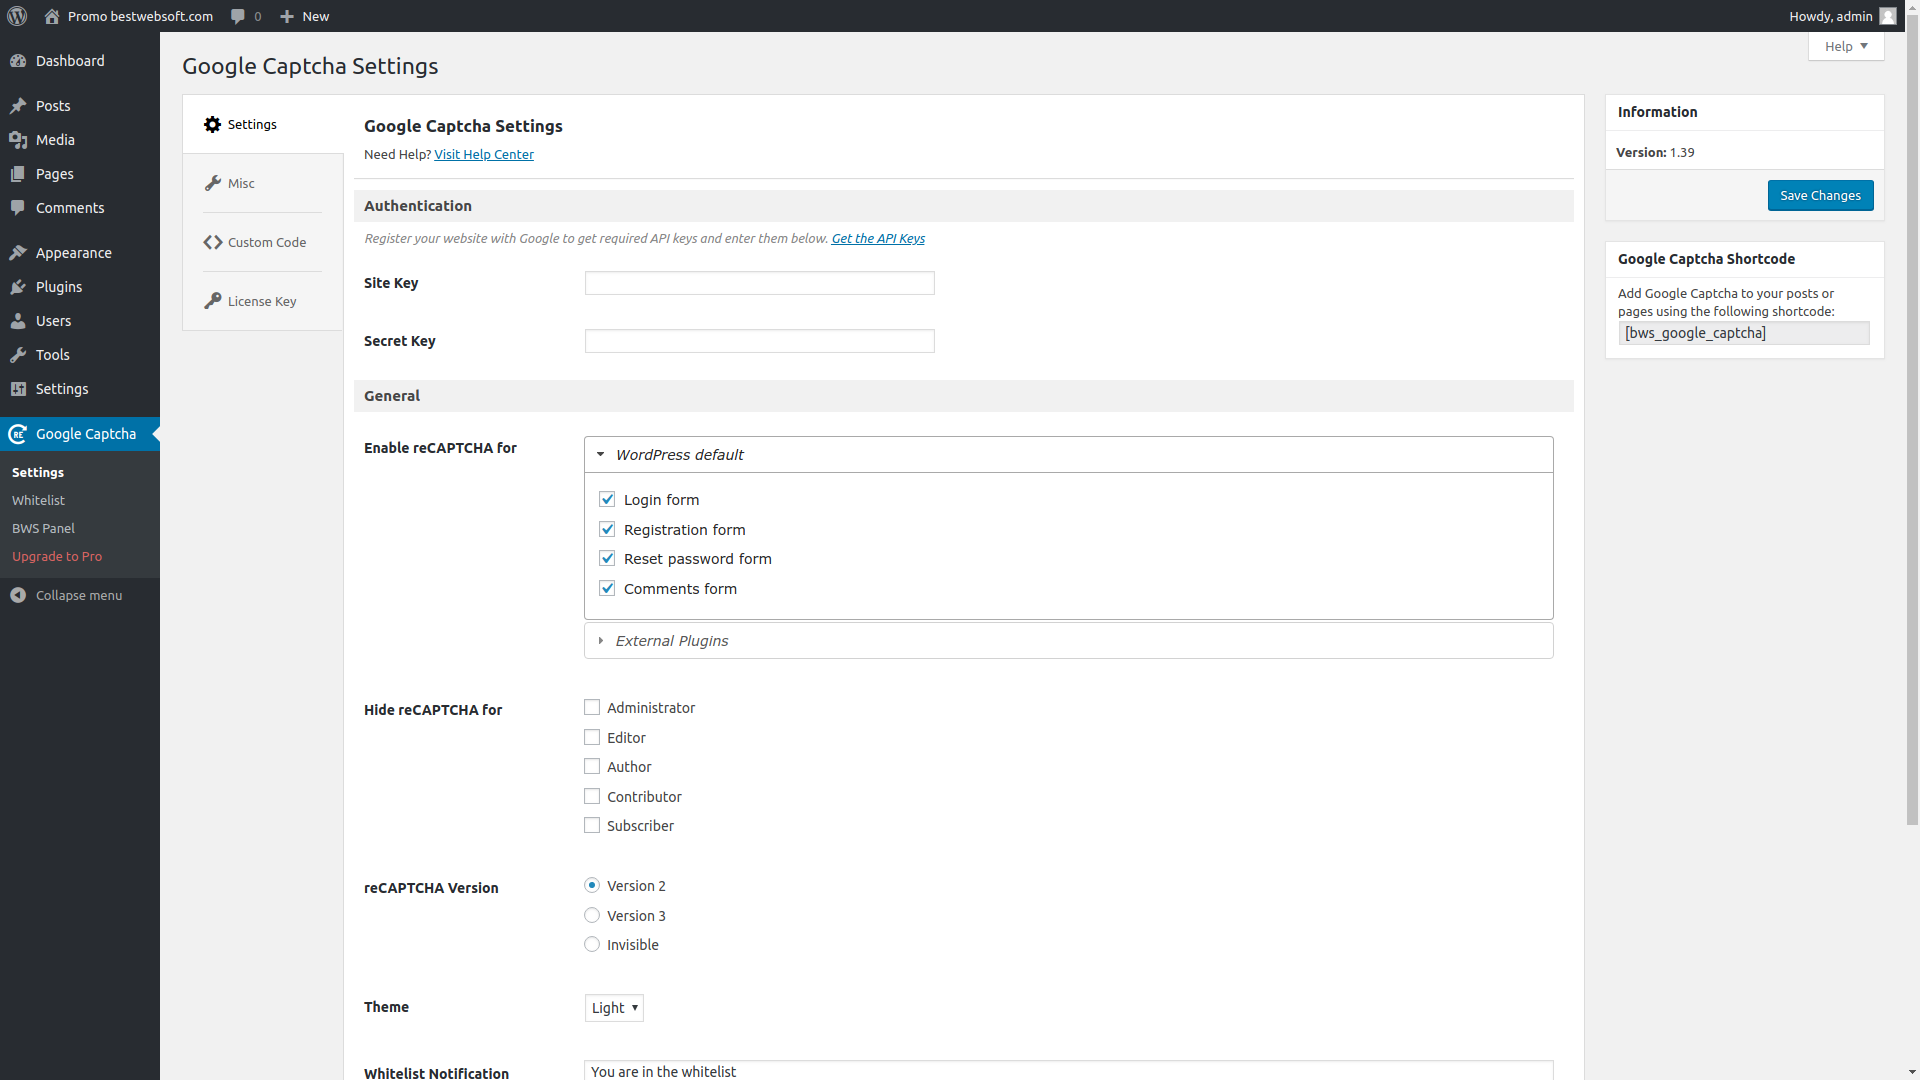 Promo bestwebsoft.com
0
New
Howdy, admin
Help
Dashboard
Posts
Media
Pages
Comments
Appearance
Plugins
Users
Tools
Settings
RE
Google Captcha
Settings
Whitelist
BWS Panel
Upgrade to Pro
Collapse menu
Google Captcha Settings
Settings
Misc
Custom Code
License Key
Google Captcha Settings
Need Help? Visit Help Center
Authentication
Register your website with Google to get required API keys and enter them below. Get the API Keys
Site Key
Secret Key
General
Enable reCAPTCHA for
WordPress default
Login form
Registration form
Reset password form
Comments form
External Plugins
Hide reCAPTCHA for
Administrator
Editor
Author
Contributor
Subscriber
reCAPTCHA Version
Version 2
Version 3
Invisible
Theme
Light
Whitelist Notification
You are in the whitelist
Information
Version: 1.39
Save Changes
Google Captcha Shortcode
Add Google Captcha to your posts or
pages using the following shortcode:
[bws_google_captcha]